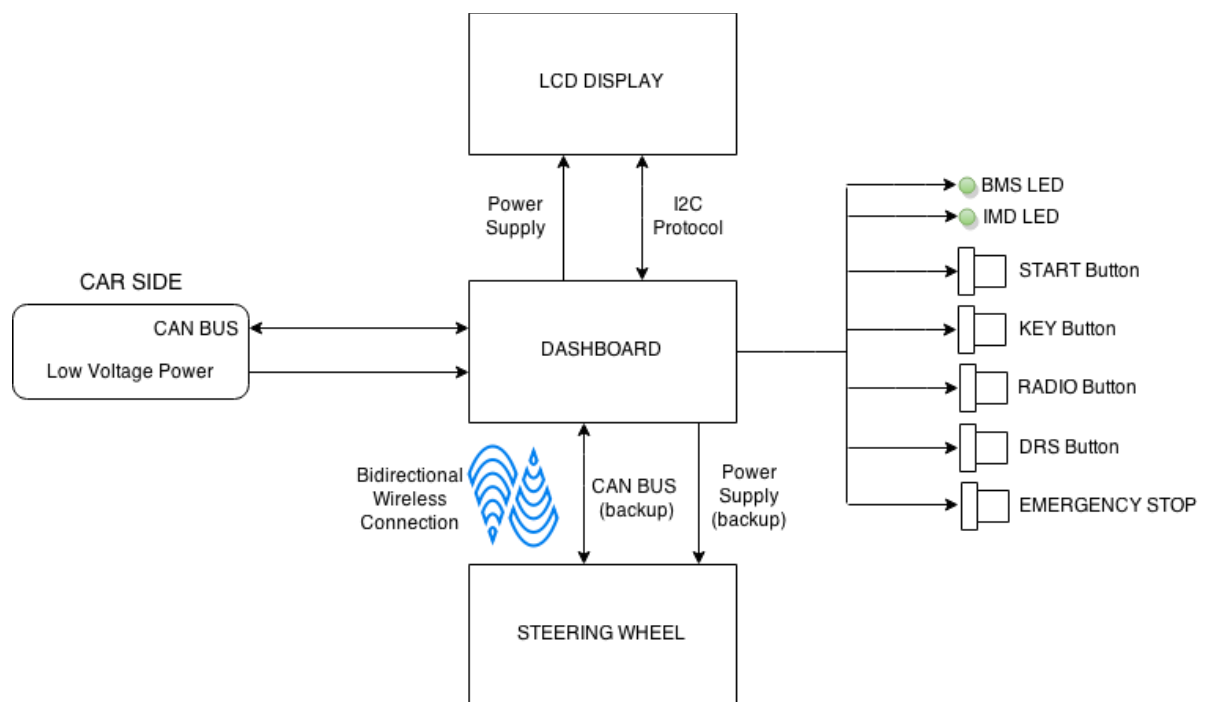 LCD DISPLAY
Power
Supply
I2C
Protocol
BMS LED
IMD LED
START Button
KEY Button
RADIO Button
DRS Button
EMERGENCY STOP
CAR SIDE
CAN BUS
Low Voltage Power
DASHBOARD
Bidirectional
Wireless
Connection
CAN BUS
(backup)
Power
Supply
(backup)
STEERING WHEEL